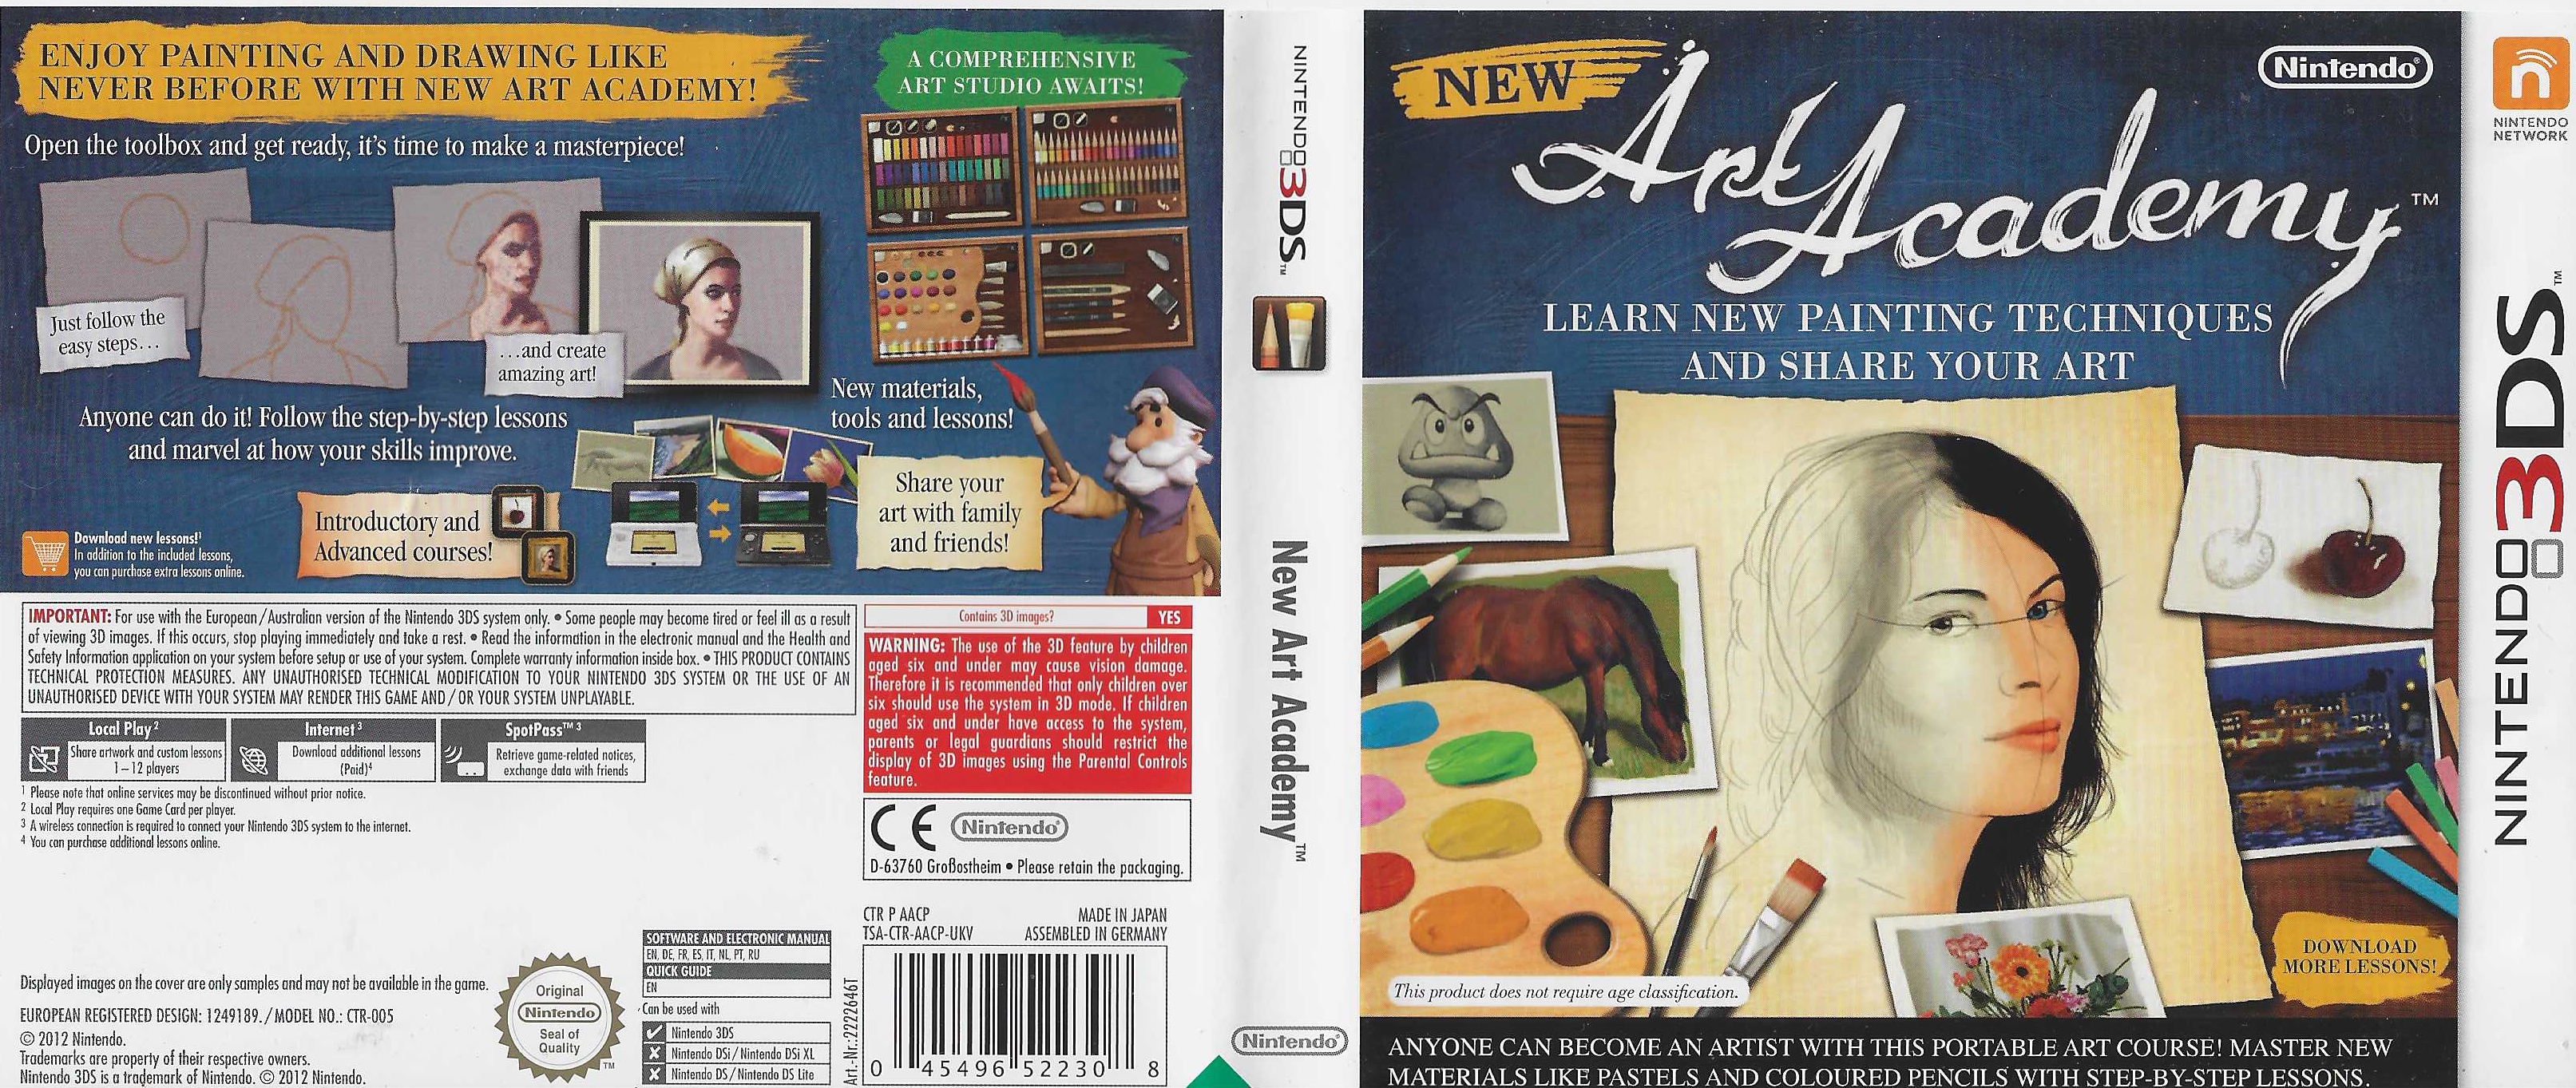 ENJOY PAINTING AND DRAWING LIKE
NEVER BEFORE WITH NEW ART ACADEMY!
Open the toolbox and get ready, it's time to make a masterpiece!
Just follow the
easy steps...
...and create
amazing art!
Anyone can do it! Follow the step-by-step lessons
and marvel at how your skills improve.
A COMPREHENSIVE
ART STUDIO AWAITS!
New materials,
tools and lessons!
Download new lessons!¹
In addition to the included lessons,
you can purchase extra lessons online.
Introductory and
Advanced courses!
Share your
art with family
and friends!
IMPORTANT: For use with the European/Australian version of the Nintendo 3DS system only. • Some people may become tired or feel ill as a result
of viewing 3D images. If this occurs, stop playing immediately and take a rest. • Read the information in the electronic manual and the Health and
Safety Information application on your system before setup or use of your system. Complete warranty information inside box. • THIS PRODUCT CONTAINS
TECHNICAL PROTECTION MEASURES. ANY UNAUTHORISED TECHNICAL MODIFICATION TO YOUR NINTENDO 3DS SYSTEM OR THE USE OF AN
UNAUTHORISED DEVICE WITH YOUR SYSTEM MAY RENDER THIS GAME AND/OR YOUR SYSTEM UNPLAYABLE.
Local Play²
Share artwork and custom lessons
1–12 players
Internet³
Download additional lessons
(Paid)⁴
SpotPass™ ³
Retrieve game-related notices,
exchange data with friends
¹ Please note that online services may be discontinued without prior notice.
² Local Play requires one Game Card per player.
³ A wireless connection is required to connect your Nintendo 3DS system to the internet.
⁴ You can purchase additional lessons online.
Contains 3D images? YES
WARNING: The use of the 3D feature by children
aged six and under may cause vision damage.
Therefore it is recommended that only children over
six should use the system in 3D mode. If children
aged six and under have access to the system,
parents or legal guardians should restrict the
display of 3D images using the Parental Controls
feature.
CE Nintendo®
D-63760 Großostheim • Please retain the packaging.
CTR P AACP MADE IN JAPAN
TSA-CTR-AACP-UKV ASSEMBLED IN GERMANY
0 45496 52230 8
Art.-Nr.:2222646T
Displayed images on the cover are only samples and may not be available in the game.
EUROPEAN REGISTERED DESIGN: 1249189./MODEL NO.: CTR-005
© 2012 Nintendo.
Trademarks are property of their respective owners.
Nintendo 3DS is a trademark of Nintendo. © 2012 Nintendo.
Original
Nintendo®
Seal of
Quality
TM
SOFTWARE AND ELECTRONIC MANUAL
EN, DE, FR, ES, IT, NL, PT, RU
QUICK GUIDE
EN
Can be used with
Nintendo 3DS
Nintendo DSi/Nintendo DSi XL
Nintendo DS/Nintendo DS Lite
NINTENDO 3DS™
New Art Academy™
Nintendo®
NEW
Art Academy™
Nintendo®
LEARN NEW PAINTING TECHNIQUES
AND SHARE YOUR ART
DOWNLOAD
MORE LESSONS!
This product does not require age classification.
ANYONE CAN BECOME AN ARTIST WITH THIS PORTABLE ART COURSE! MASTER NEW
MATERIALS LIKE PASTELS AND COLOURED PENCILS WITH STEP-BY-STEP LESSONS.
NINTENDO
NETWORK
NINTENDO 3DS™